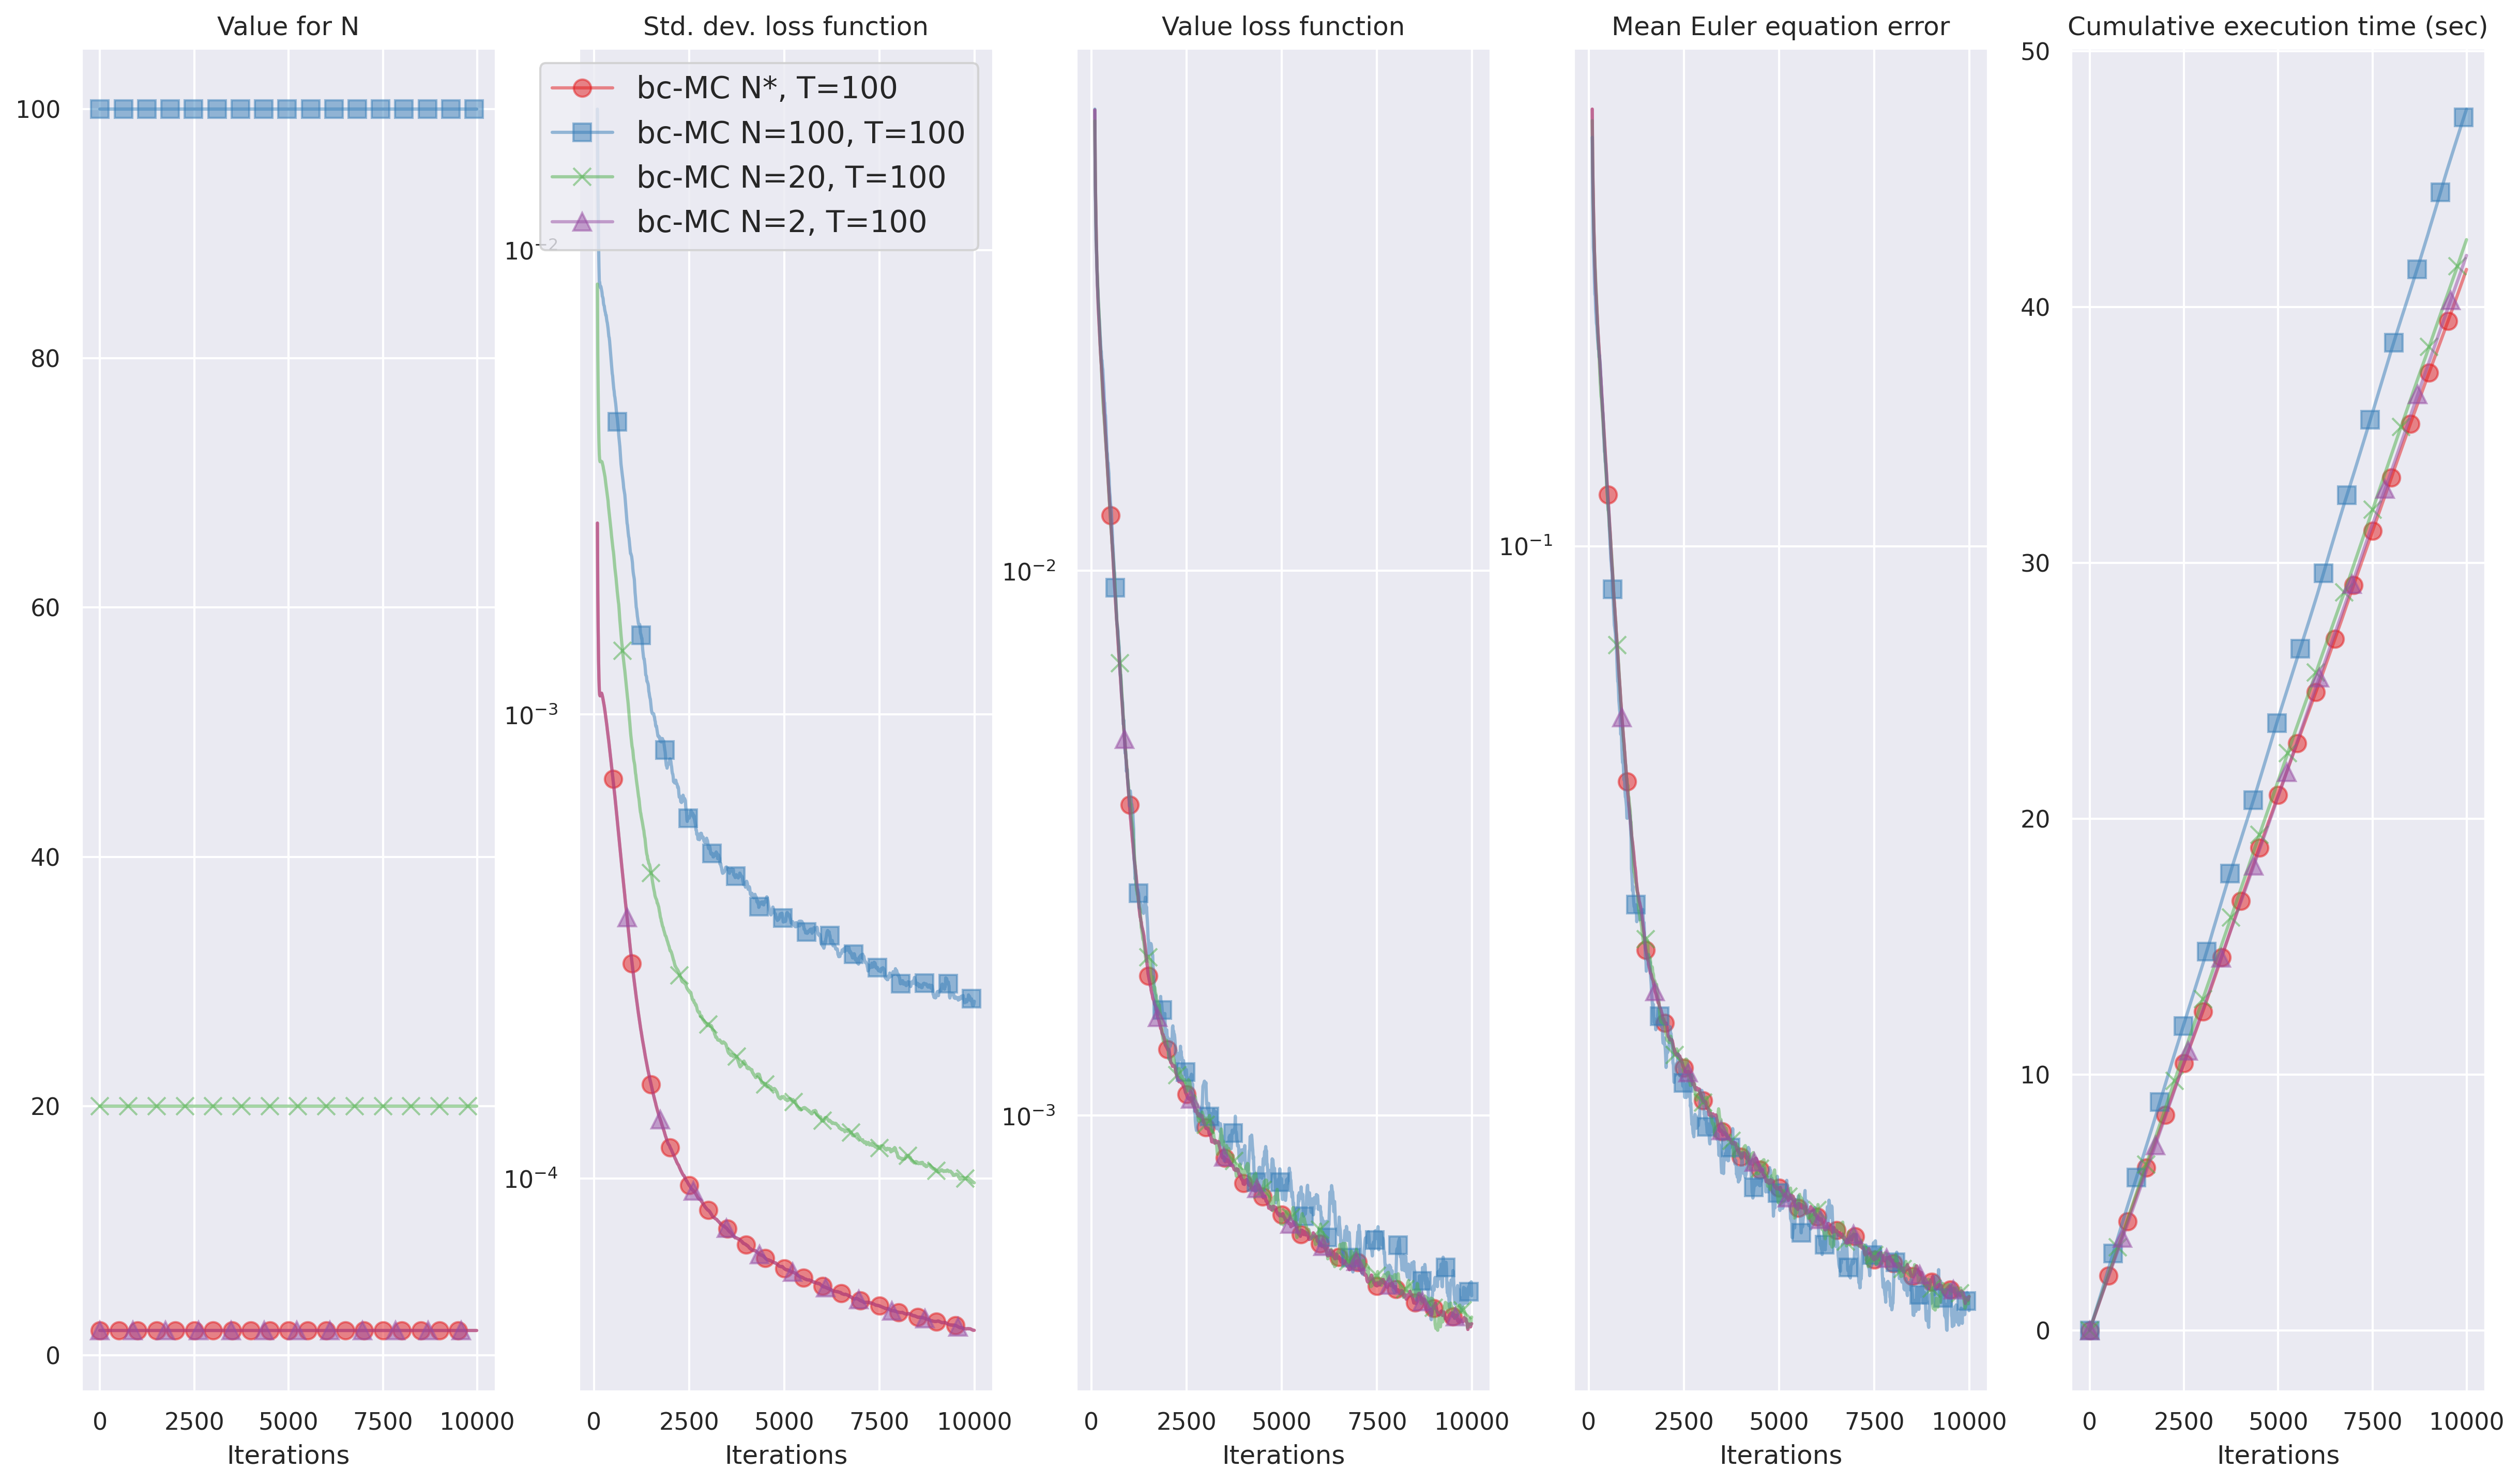 Value for N
100
80
60
40
20
0
0 2500 5000 7500 10000
Iterations
Std. dev. loss function
bc-MC N*, T=100
bc-MC N=100, T=100
bc-MC N=20, T=100
bc-MC N=2, T=100
10⁻²
10⁻³
10⁻⁴
0 2500 5000 7500 10000
Iterations
Value loss function
10⁻²
10⁻³
0 2500 5000 7500 10000
Iterations
Mean Euler equation error
10⁻¹
0 2500 5000 7500 10000
Iterations
Cumulative execution time (sec)
50
40
30
20
10
0
0 2500 5000 7500 10000
Iterations